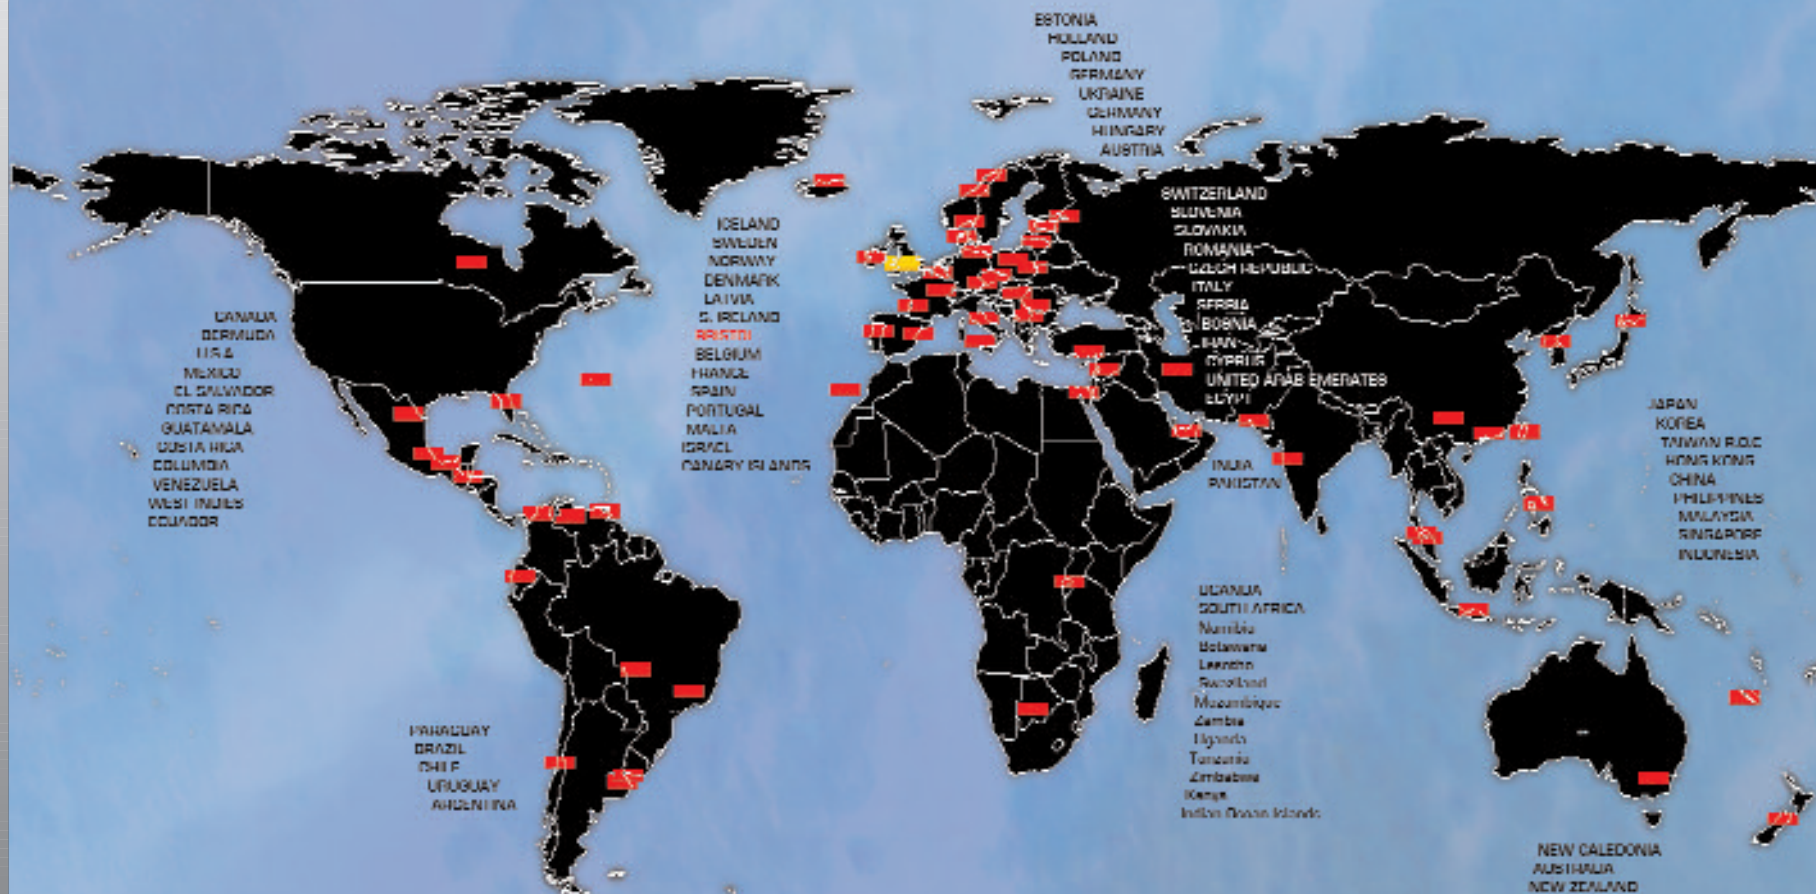 ESTONIA
HOLLAND
POLAND
GERMANY
UKRAINE
GERMANY
HUNGARY
AUSTRIA
SWITZERLAND
SLOVENIA
SLOVAKIA
ROMANIA
CZECH REPUBLIC
ITALY
SERBIA
BOSNIA
IRAN
CYPRUS
UNITED ARAB EMERATES
EGYPT
ICELAND
SWEDEN
NORWAY
DENMARK
LATVIA
S. IRELAND
BRISTOL
BELGIUM
FRANCE
SPAIN
PORTUGAL
MALTA
ISRAEL
CANARY ISLANDS
CANADA
BERMUDA
U.S.A
MEXICO
EL SALVADOR
COSTA RICA
GUATAMALA
COSTA RICA
COLUMBIA
VENEZUELA
WEST INDIES
ECUADOR
INDIA
PAKISTAN
JAPAN
KOREA
TAIWAN R.O.C
HONG KONG
CHINA
PHILIPPINES
MALAYSIA
SINGAPORE
INDONESIA
UGANDA
SOUTH AFRICA
Namibia
Botswana
Lesotho
Swaziland
Mozambique
Zambia
Uganda
Tanzania
Zimbabwe
Kenya
Indian Ocean Islands
PARAGUAY
BRAZIL
CHILE
URUGUAY
ARGENTINA
NEW CALEDONIA
AUSTRALIA
NEW ZEALAND